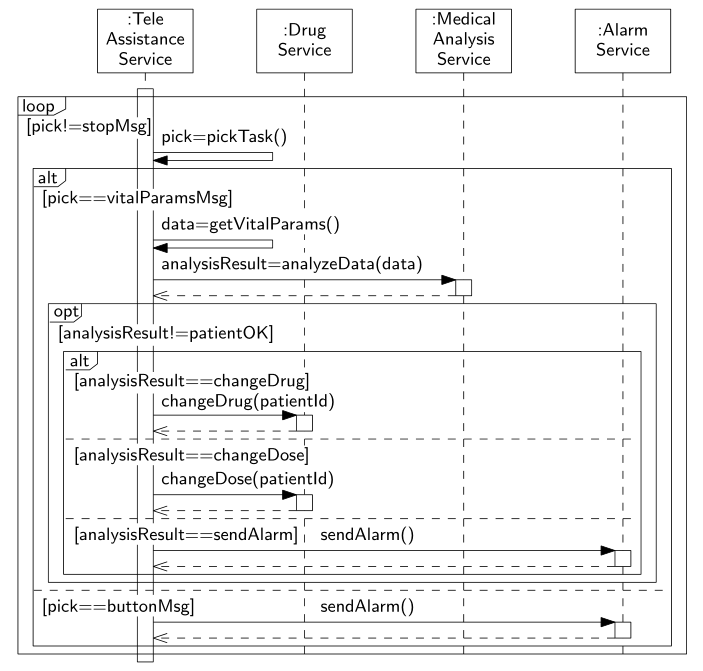 :Tele
Assistance
Service
:Drug
Service
:Medical
Analysis
Service
:Alarm
Service
loop
[pick!=stopMsg]
pick=pickTask()
alt
[pick==vitalParamsMsg]
data=getVitalParams()
analysisResult=analyzeData(data)
opt
[analysisResult!=patientOK]
alt
[analysisResult==changeDrug]
changeDrug(patientId)
[analysisResult==changeDose]
changeDose(patientId)
[analysisResult==sendAlarm] sendAlarm()
[pick==buttonMsg] sendAlarm()